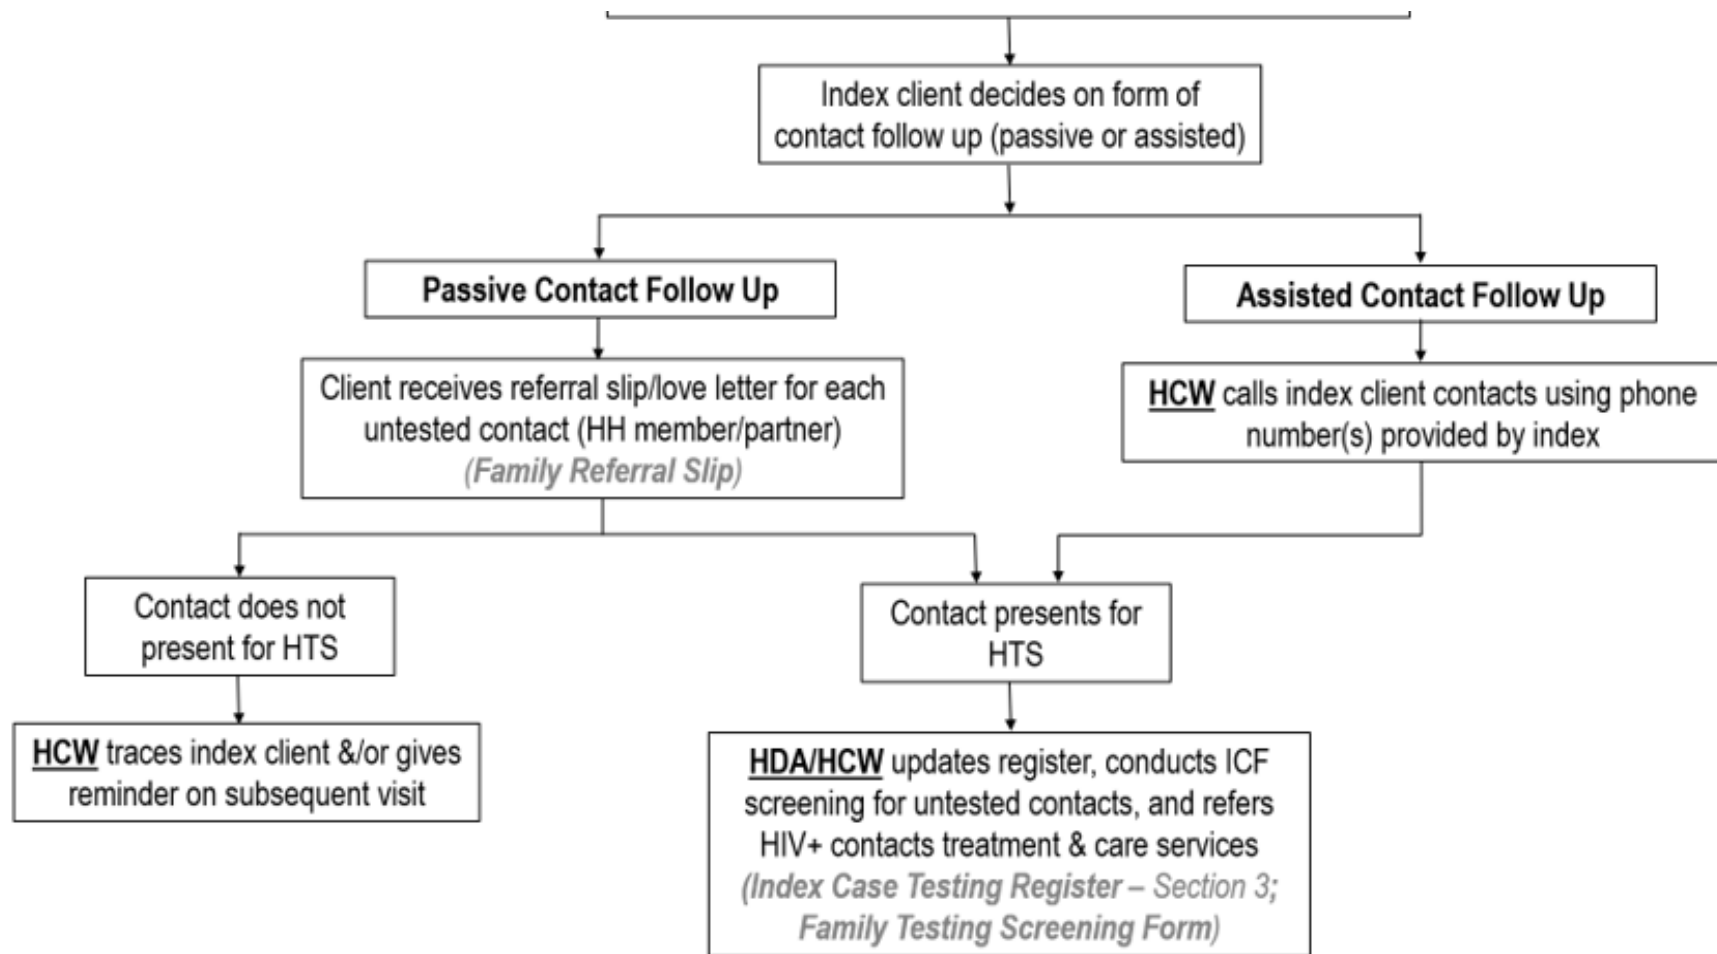 Index client decides on form of
contact follow up (passive or assisted)
Passive Contact Follow Up
Assisted Contact Follow Up
Client receives referral slip/love letter for each
untested contact (HH member/partner)
(Family Referral Slip)
HCW calls index client contacts using phone
number(s) provided by index
Contact does not
present for HTS
Contact presents for
HTS
HCW traces index client &/or gives
reminder on subsequent visit
HDA/HCW updates register, conducts ICF
screening for untested contacts, and refers
HIV+ contacts treatment & care services
(Index Case Testing Register – Section 3;
Family Testing Screening Form)